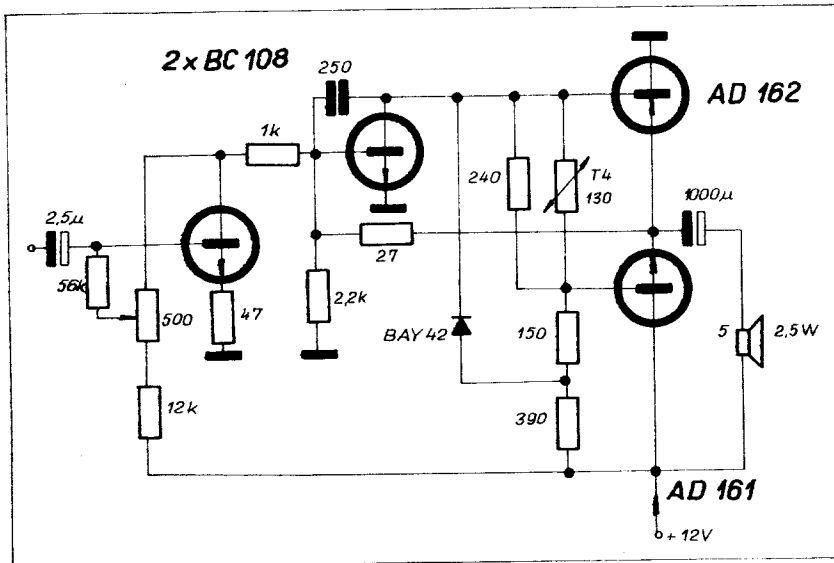 2 x BC 108
250
AD 162
1k
240
T4
130
1000µ
2,5µ
27
56k
500
47
2,2k
BAY 42
150
5
2,5W
12k
390
AD 161
+ 12V